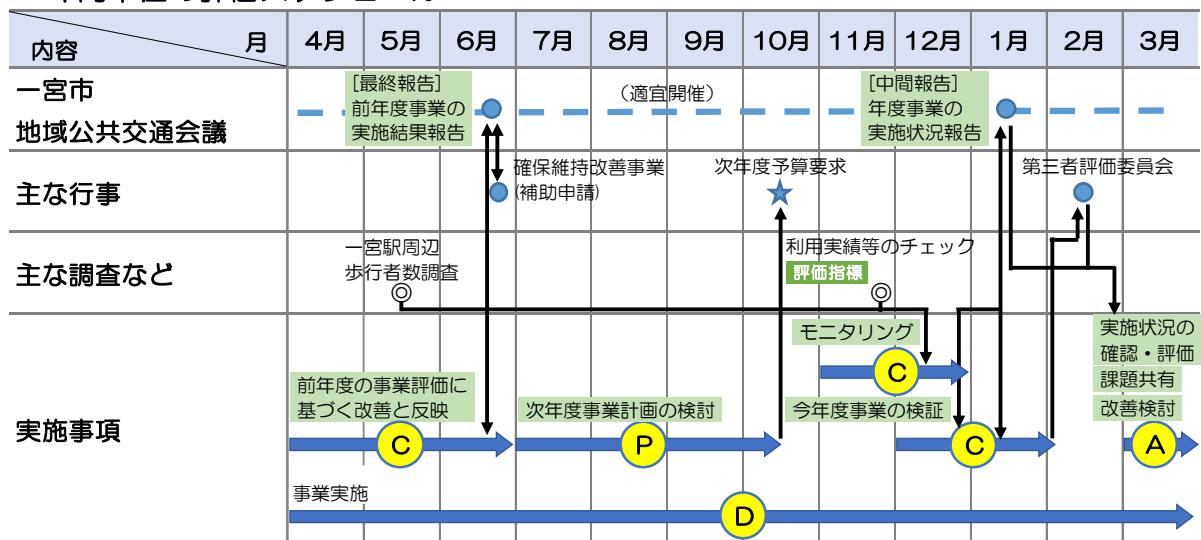 月
内容
4月
5月
6月
7月
8月
9月
10月
11月
12月
1月
2月
3月
一宮市
地域公共交通会議
[最終報告]
前年度事業の
実施結果報告
（適宜開催）
[中間報告]
年度事業の
実施状況報告
主な行事
確保維持改善事業
(補助申請)
次年度予算要求
第三者評価委員会
主な調査など
一宮駅周辺
歩行者数調査
利用実績等のチェック
評価指標
実施事項
モニタリング
C
実施状況の
確認・評価
課題共有
改善検討
前年度の事業評価に
基づく改善と反映
C
次年度事業計画の検討
P
今年度事業の検証
C
A
事業実施
D